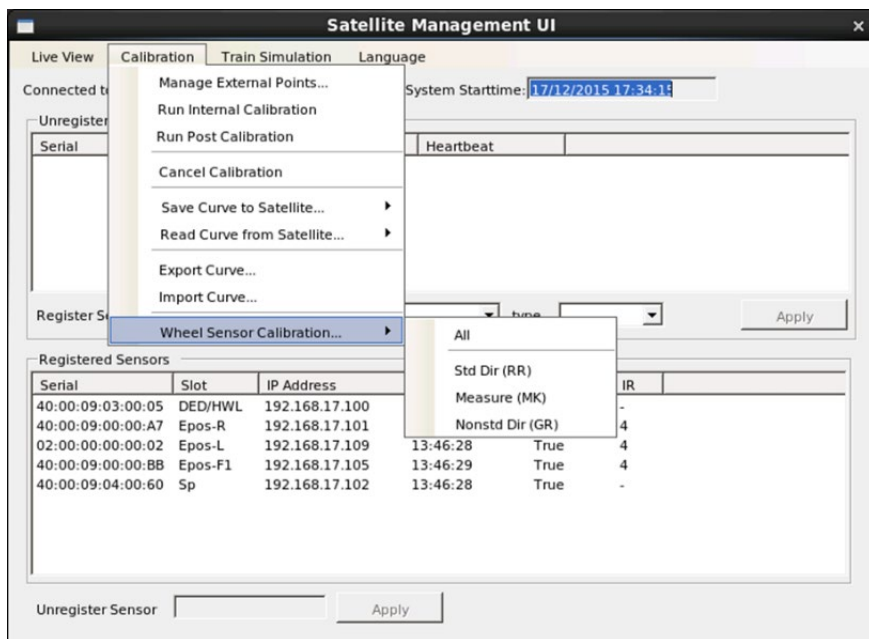 Satellite Management UI
Live View Calibration Train Simulation Language
Connected to System Starttime: 17/12/2015 17:34:15
Manage External Points...
Run Internal Calibration
Run Post Calibration
Cancel Calibration
Save Curve to Satellite...
Read Curve from Satellite...
Export Curve...
Import Curve...
Wheel Sensor Calibration...
All
Std Dir (RR)
Measure (MK)
Nonstd Dir (GR)
Unregister
Serial Heartbeat
Register Se type Apply
Registered Sensors
Serial Slot IP Address IR
40:00:09:03:00:05 DED/HWL 192.168.17.100 -
40:00:09:00:00:A7 Epos-R 192.168.17.101 4
02:00:00:00:00:02 Epos-L 192.168.17.109 13:46:28 True 4
40:00:09:00:00:BB Epos-F1 192.168.17.105 13:46:29 True 4
40:00:09:04:00:60 Sp 192.168.17.102 13:46:28 True -
Unregister Sensor Apply